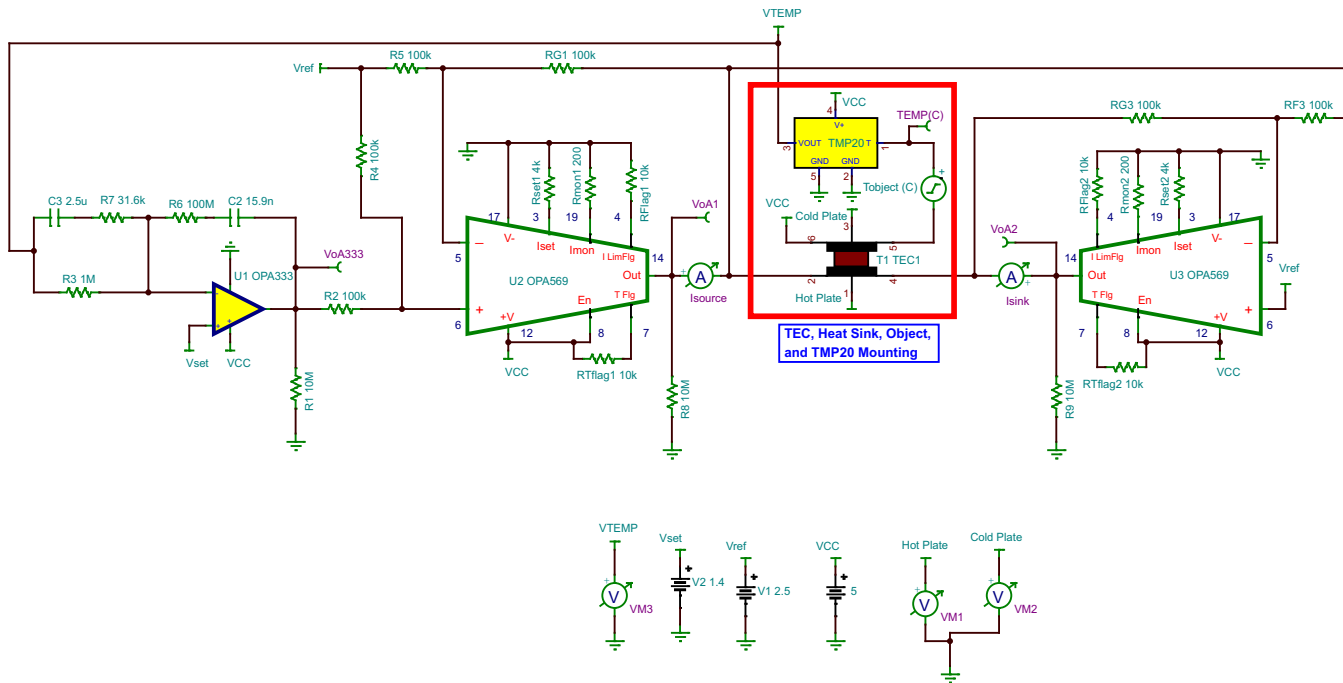 VTEMP
Vref
R5 100k
RG1 100k
R4 100k
VCC
4
V+
TEMP(C)
3
VOUT
TMP20
T
1
GND
GND
5
2
Tobject (C)
RG3 100k
RF3 100k
Rset1 4k
Rmon1 200
RFlag1 10k
17
3
19
4
V-
Iset
Imon
I LimFlg
14
5
U2 OPA569
Out
En
T Flg
+V
6
12
8
7
VCC
RTflag1 10k
VoA1
A
Isource
R8 10M
C3 2.5u
R7 31.6k
R6 100M
C2 15.9n
R3 1M
U1 OPA333
VoA333
R2 100k
Vset
VCC
R1 10M
VCC
Cold Plate
6
3
5
T1 TEC1
2
1
4
Hot Plate
TEC, Heat Sink, Object,
and TMP20 Mounting
VoA2
A
Isink
R9 10M
RFlag2 10k
Rmon2 200
Rset2 4k
4
19
3
17
I LimFlg
Imon
Iset
V-
14
Out
U3 OPA569
5
Vref
T Flg
En
+V
7
8
12
6
RTflag2 10k
VCC
VTEMP
V
VM3
Vset
V2 1.4
Vref
V1 2.5
VCC
5
Hot Plate
V
VM1
Cold Plate
V
VM2